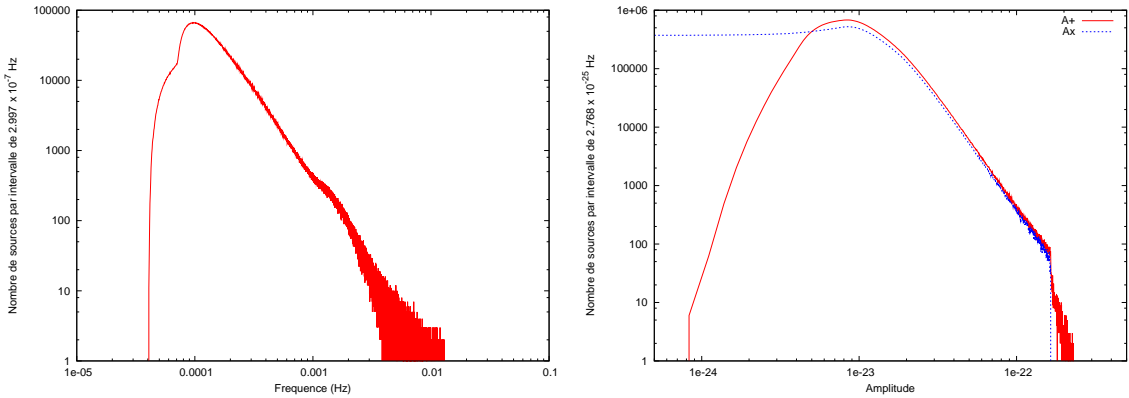 100000
10000
1000
100
10
1
1e-05
0.0001
0.001
0.01
0.1
Frequence (Hz)
Nombre de sources par intervalle de 2.997 x 10-7 Hz
1e+06
100000
10000
1000
100
10
1
1e-24
1e-23
1e-22
Amplitude
Nombre de sources par intervalle de 2.768 x 10-25 Hz
A+
Ax